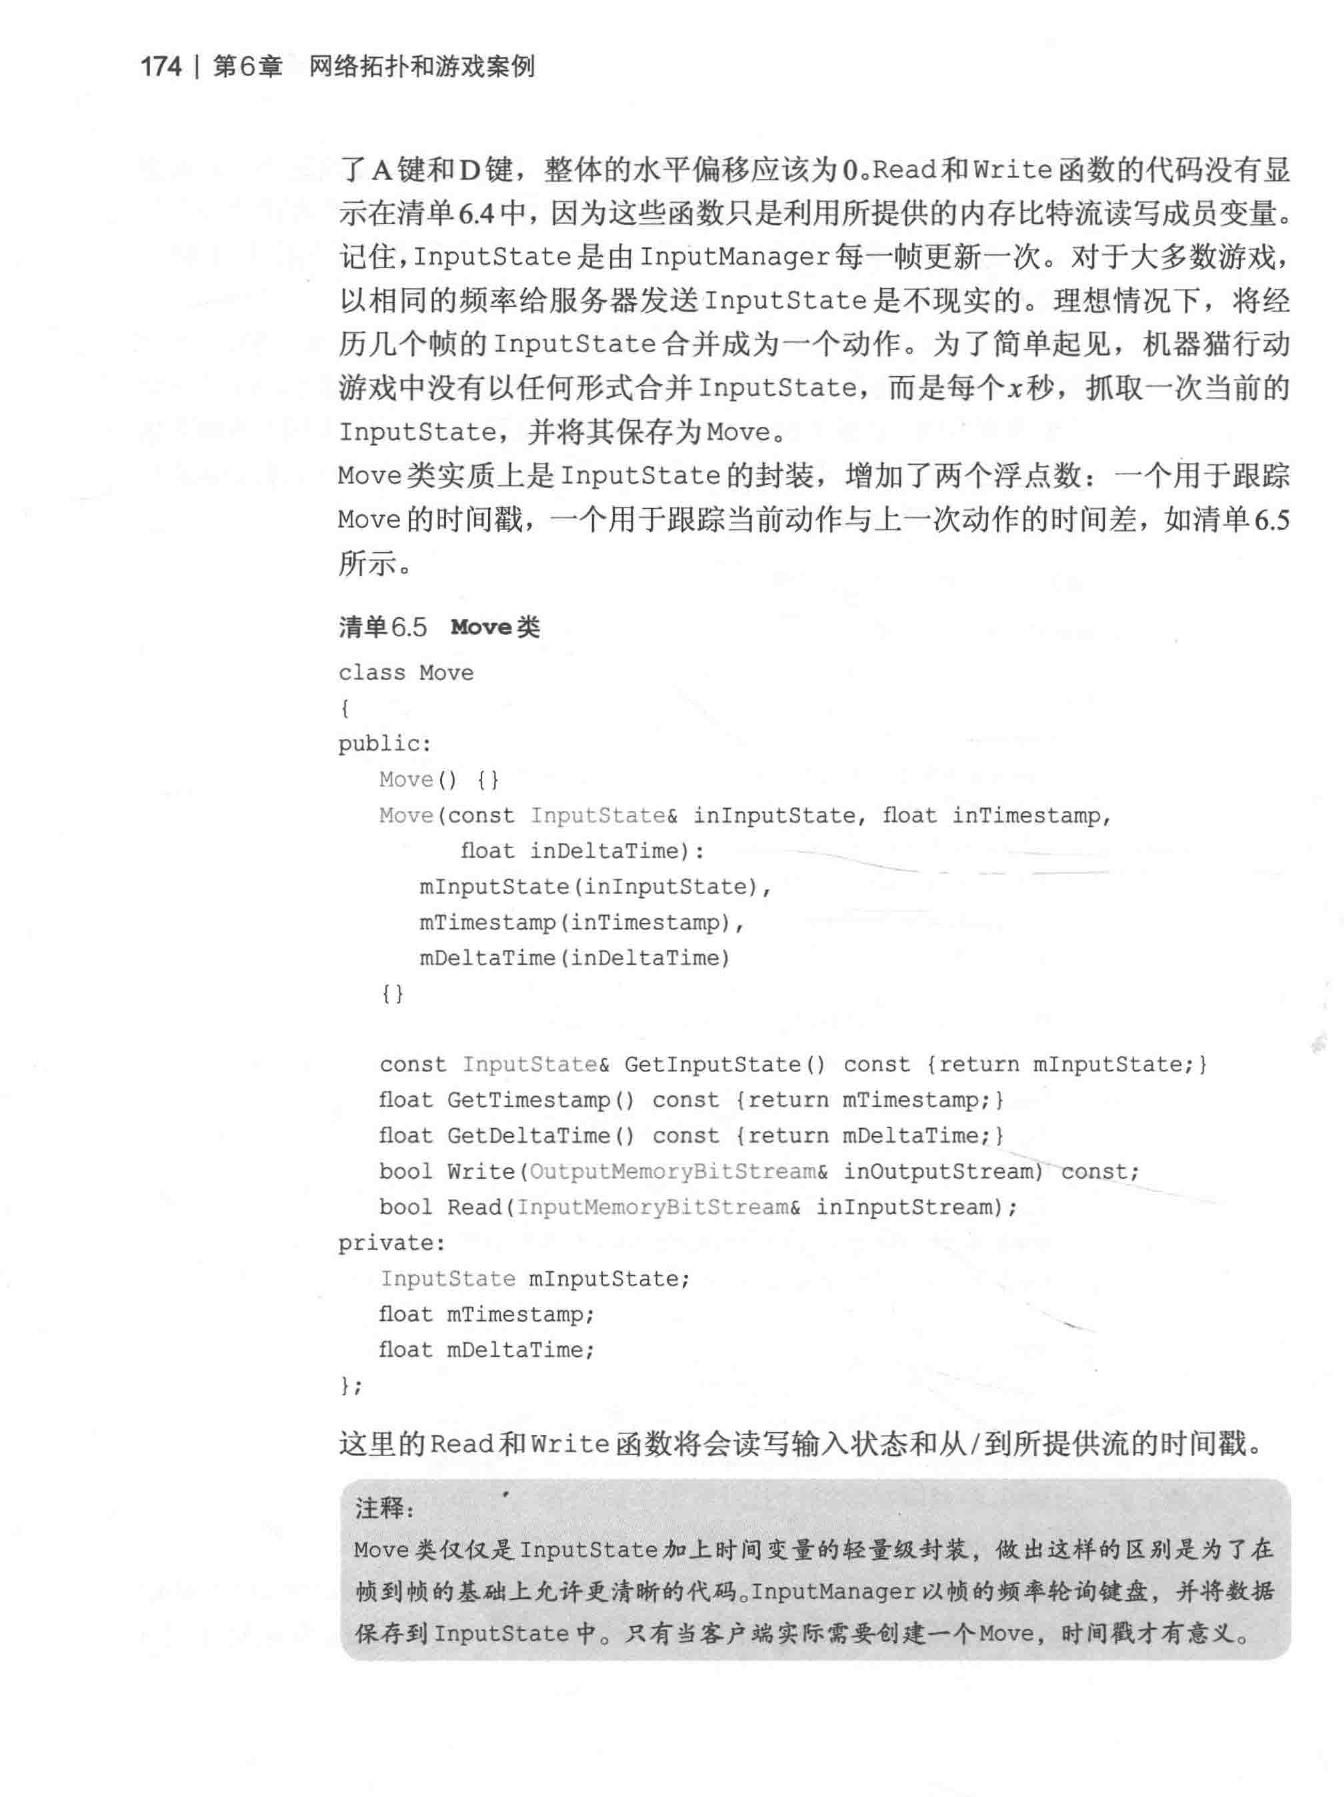 174 | 第6章　网络拓扑和游戏案例
了A键和D键，整体的水平偏移应该为0。Read和Write函数的代码没有显
示在清单6.4中，因为这些函数只是利用所提供的内存比特流读写成员变量。
记住，InputState是由InputManager每一帧更新一次。对于大多数游戏，
以相同的频率给服务器发送InputState是不现实的。理想情况下，将经
历几个帧的InputState合并成为一个动作。为了简单起见，机器猫行动
游戏中没有以任何形式合并InputState，而是每个x秒，抓取一次当前的
InputState，并将其保存为Move。
Move类实质上是InputState的封装，增加了两个浮点数：一个用于跟踪
Move的时间戳，一个用于跟踪当前动作与上一次动作的时间差，如清单6.5
所示。
清单6.5　Move类
class Move
{
public:
   Move() {}
   Move(const InputState& inInputState, float inTimestamp,
         float inDeltaTime):
      mInputState(inInputState),
      mTimestamp(inTimestamp),
      mDeltaTime(inDeltaTime)
   {}
   const InputState& GetInputState() const {return mInputState;}
   float GetTimestamp() const {return mTimestamp;}
   float GetDeltaTime() const {return mDeltaTime;}
   bool Write(OutputMemoryBitStream& inOutputStream) const;
   bool Read(InputMemoryBitStream& inInputStream);
private:
   InputState mInputState;
   float mTimestamp;
   float mDeltaTime;
};
这里的Read和Write函数将会读写输入状态和从/到所提供流的时间戳。
注释：
Move类仅仅是InputState加上时间变量的轻量级封装，做出这样的区别是为了在
帧到帧的基础上允许更清晰的代码。InputManager以帧的频率轮询键盘，并将数据
保存到InputState中。只有当客户端实际需要创建一个Move，时间戳才有意义。